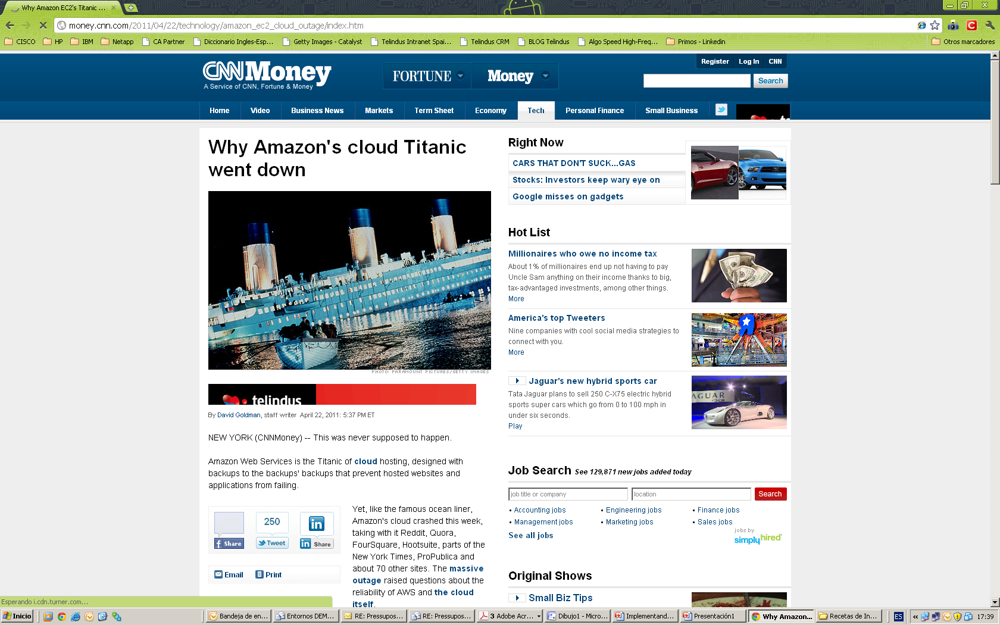 Why Amazon EC2's Titanic ...
money.cnn.com/2011/04/22/technology/amazon_ec2_cloud_outage/index.htm
CISCO HP IBM Netapp CA Partner Diccionario Ingles-Esp... Getty Images - Catalyst Telindus Intranet Spai... Telindus CRM BLOG Telindus Algo Speed High-Freq... Primos - Linkedin Otros marcadores
Register Log In CNN
CNNMoney
A Service of CNN, Fortune & Money
FORTUNE Money
Search
Home Video Business News Markets Term Sheet Economy Tech Personal Finance Small Business
Why Amazon's cloud Titanic
went down
PHOTO: PARAMOUNT PICTURES/GETTY IMAGES
telindus
By David Goldman, staff writer April 22, 2011: 5:37 PM ET
NEW YORK (CNNMoney) -- This was never supposed to happen.
Amazon Web Services is the Titanic of cloud hosting, designed with
backups to the backups' backups that prevent hosted websites and
applications from failing.
250
in
Share Tweet Share
Email Print
Yet, like the famous ocean liner,
Amazon's cloud crashed this week,
taking with it Reddit, Quora,
FourSquare, Hootsuite, parts of the
New York Times, ProPublica and
about 70 other sites. The massive
outage raised questions about the
reliability of AWS and the cloud
itself.
Right Now
CARS THAT DON'T SUCK...GAS
Stocks: Investors keep wary eye on
Google misses on gadgets
Hot List
Millionaires who owe no income tax
About 1% of millionaires end up not having to pay
Uncle Sam anything on their income thanks to big,
tax-advantaged investments, among other things.
More
America's top Tweeters
Nine companies with cool social media strategies to
connect with you.
More
Jaguar's new hybrid sports car
Tata Jaguar plans to sell 250 C-X75 electric hybrid
sports super cars which go from 0 to 100 mph in
under six seconds.
Play
AGUAR
Job Search See 129,871 new jobs added today
job title or company location Search
• Accounting jobs • Engineering jobs • Finance jobs
• Management jobs • Marketing jobs • Sales jobs
See all jobs
jobs by
simplyhired
Original Shows
Small Biz Tips
Esperando i.cdn.turner.com...
Inicio Bandeja de en... Entornos DEM... RE: Pressupos... RE: Pressupos... 3 Adobe Acr... Dibujo1 - Micro... Implementand... Presentación1 Why Amazon... Recetas de In... ES « 17:39